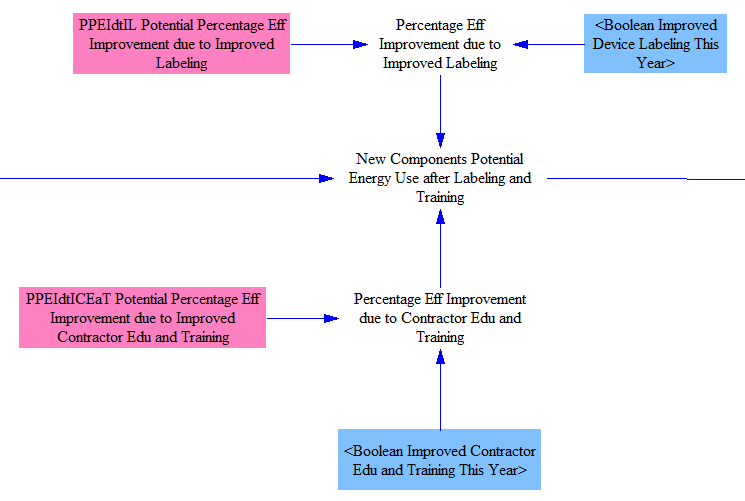 PPEIdtIL Potential Percentage Eff
Improvement due to Improved
Labeling
Percentage Eff
Improvement due to
Improved Labeling
<Boolean Improved
Device Labeling This
Year>
New Components Potential
Energy Use after Labeling and
Training
PPEIdtICEaT Potential Percentage Eff
Improvement due to Improved
Contractor Edu and Training
Percentage Eff Improvement
due to Contractor Edu and
Training
<Boolean Improved Contractor
Edu and Training This Year>